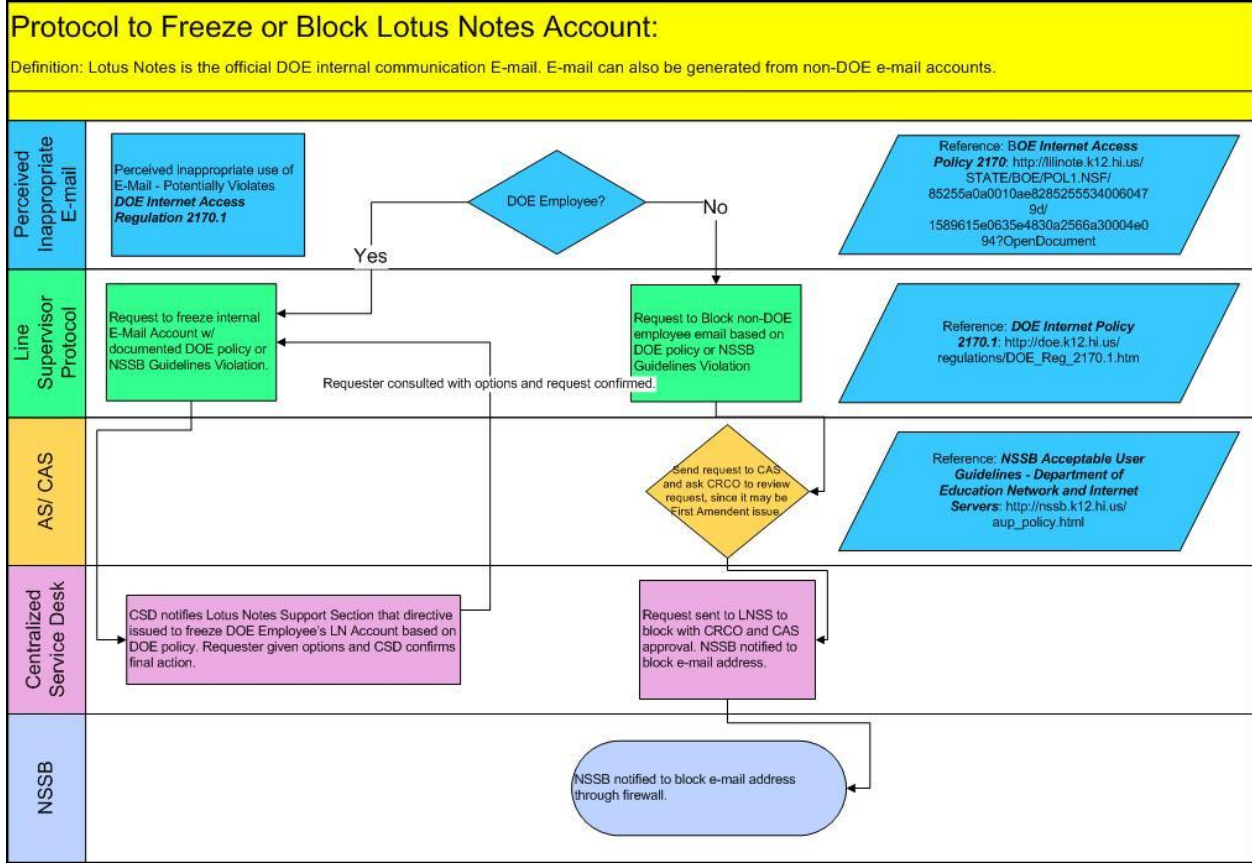 Protocol to Freeze or Block Lotus Notes Account:
Definition: Lotus Notes is the official DOE internal communication E-mail. E-mail can also be generated from non-DOE e-mail accounts.
Perceived
Inappropriate
E-mail
Perceived inappropriate use of
E-Mail - Potentially Violates
DOE Internet Access
Regulation 2170.1
DOE Employee?
Yes
No
Reference: BOE Internet Access
Policy 2170: http://lilinote.k12.hi.us/
STATE/BOE/POL1.NSF/
85255a0a0010ae8285255534006047
9d/
1589615e0635e4830a2566a30004e0
94?OpenDocument
Line
Supervisor
Protocol
Request to freeze internal
E-Mail Account w/
documented DOE policy or
NSSB Guidelines Violation.
Requester consulted with options and request confirmed.
Request to Block non-DOE
employee email based on
DOE policy or NSSB
Guidelines Violation
Reference: DOE Internet Policy
2170.1: http://doe.k12.hi.us/
regulations/DOE_Reg_2170.1.htm
AS/ CAS
Send request to CAS
and ask CRCO to review
request, since it may be
First Amendent issue.
Reference: NSSB Acceptable User
Guidelines - Department of
Education Network and Internet
Servers: http://nssb.k12.hi.us/
aup_policy.html
Centralized
Service Desk
CSD notifies Lotus Notes Support Section that directive
issued to freeze DOE Employee's LN Account based on
DOE policy. Requester given options and CSD confirms
final action.
Request sent to LNSS to
block with CRCO and CAS
approval. NSSB notified to
block e-mail address.
NSSB
NSSB notified to block e-mail address
through firewall.